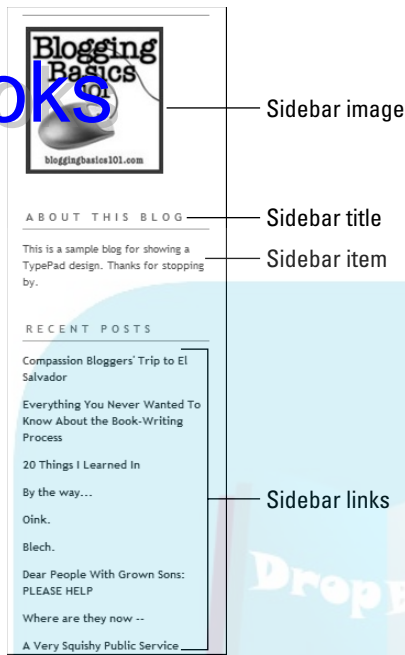 Blogging
Basics
101
bloggingbasics101.com
oks
Sidebar image
ABOUT THIS BLOG
Sidebar title
This is a sample blog for showing a
TypePad design. Thanks for stopping
by.
Sidebar item
RECENT POSTS
Compassion Bloggers' Trip to El
Salvador
Everything You Never Wanted To
Know About the Book-Writing
Process
20 Things I Learned In
By the way...
Sidebar links
Oink.
Blech.
Dear People With Grown Sons:
PLEASE HELP
Where are they now --
A Very Squishy Public Service
Drop